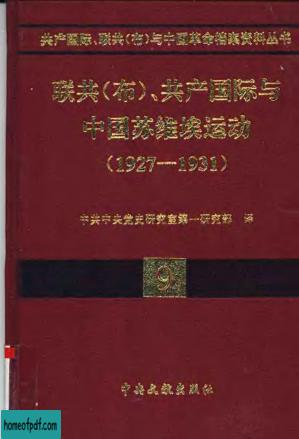 共产国际、联共(布)与中国革命档案资料丛书
联共(布)、共产国际与
中国苏维埃运动
(1927—1931)
中共中央党史研究室第一研究部 译
9
中央文献出版社
homeofpdf.com